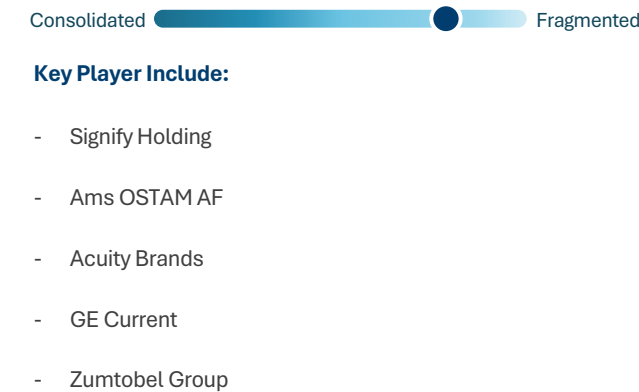 Consolidated Fragmented
Key Player Include:
- Signify Holding
- Ams OSTAM AF
- Acuity Brands
- GE Current
- Zumtobel Group